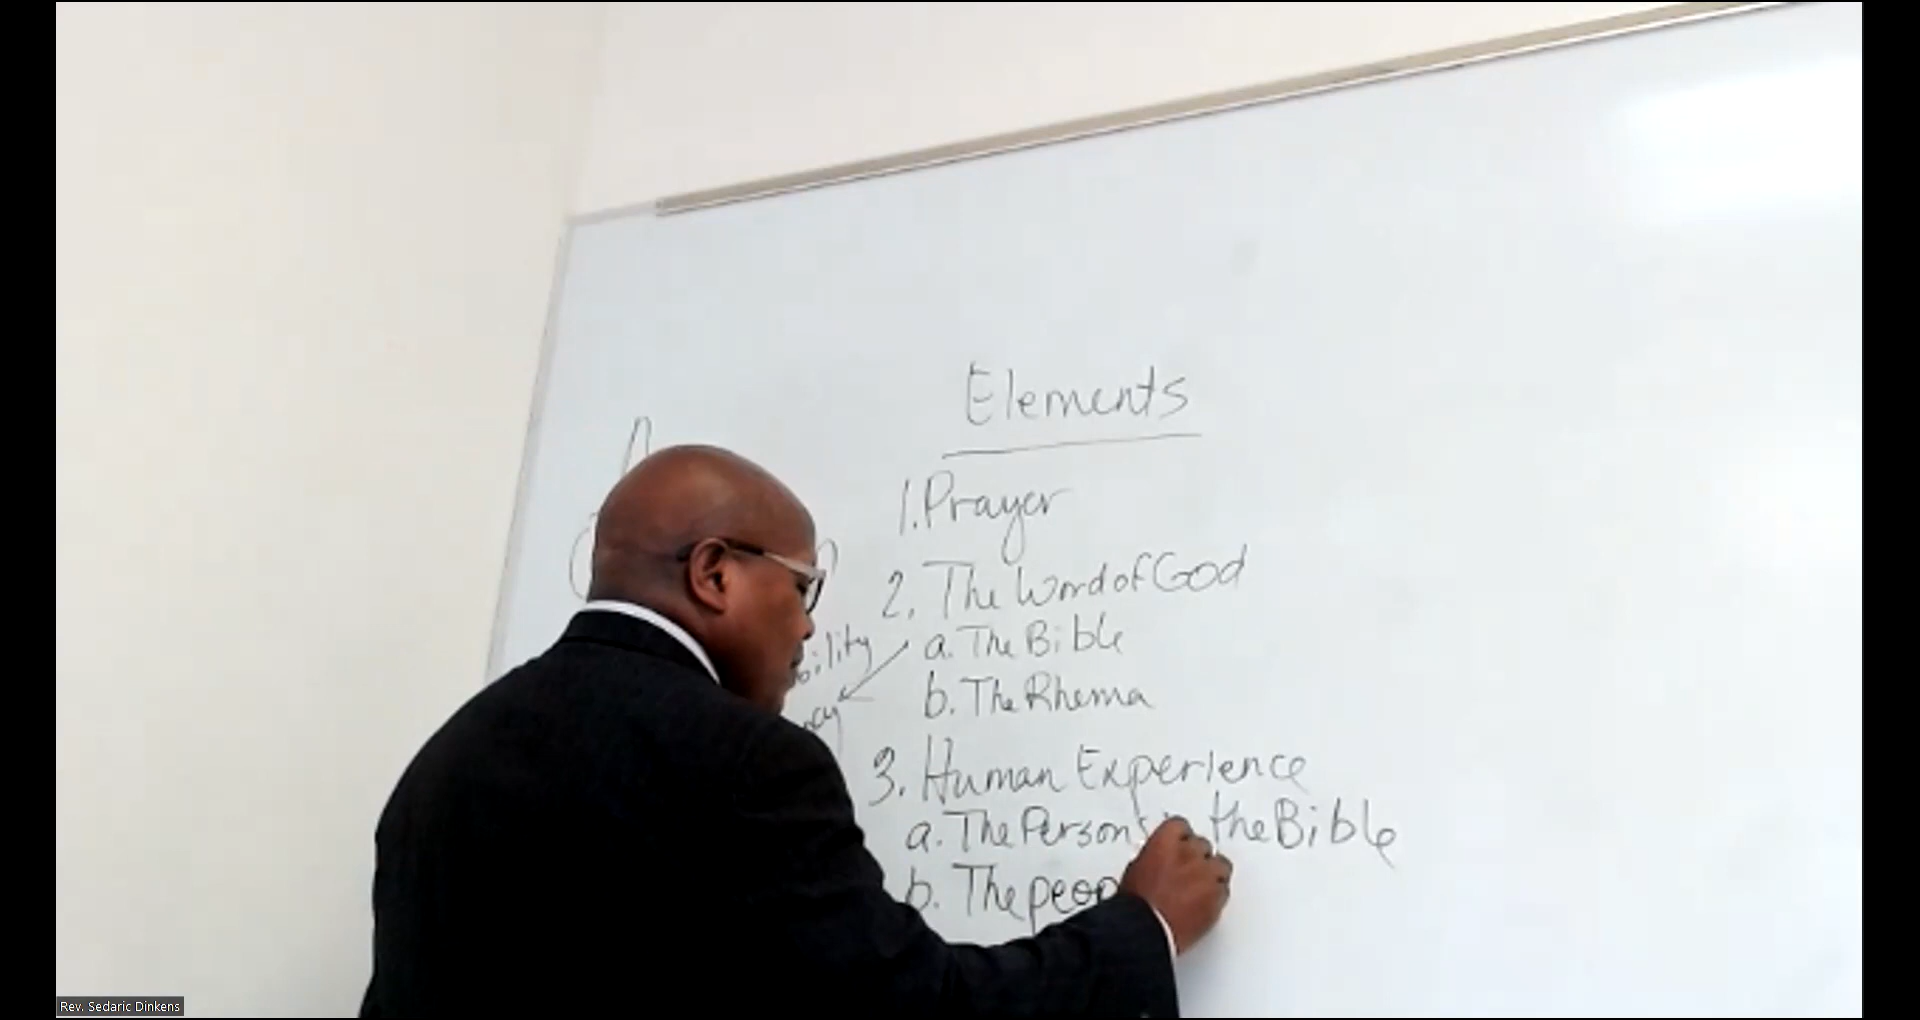 Elements
1. Prayer
2. The Word of God
a. The Bible
b. The Rhema
3. Human Experience
a. The Person the Bible
b. The
Rev. Sedaric Dinkens